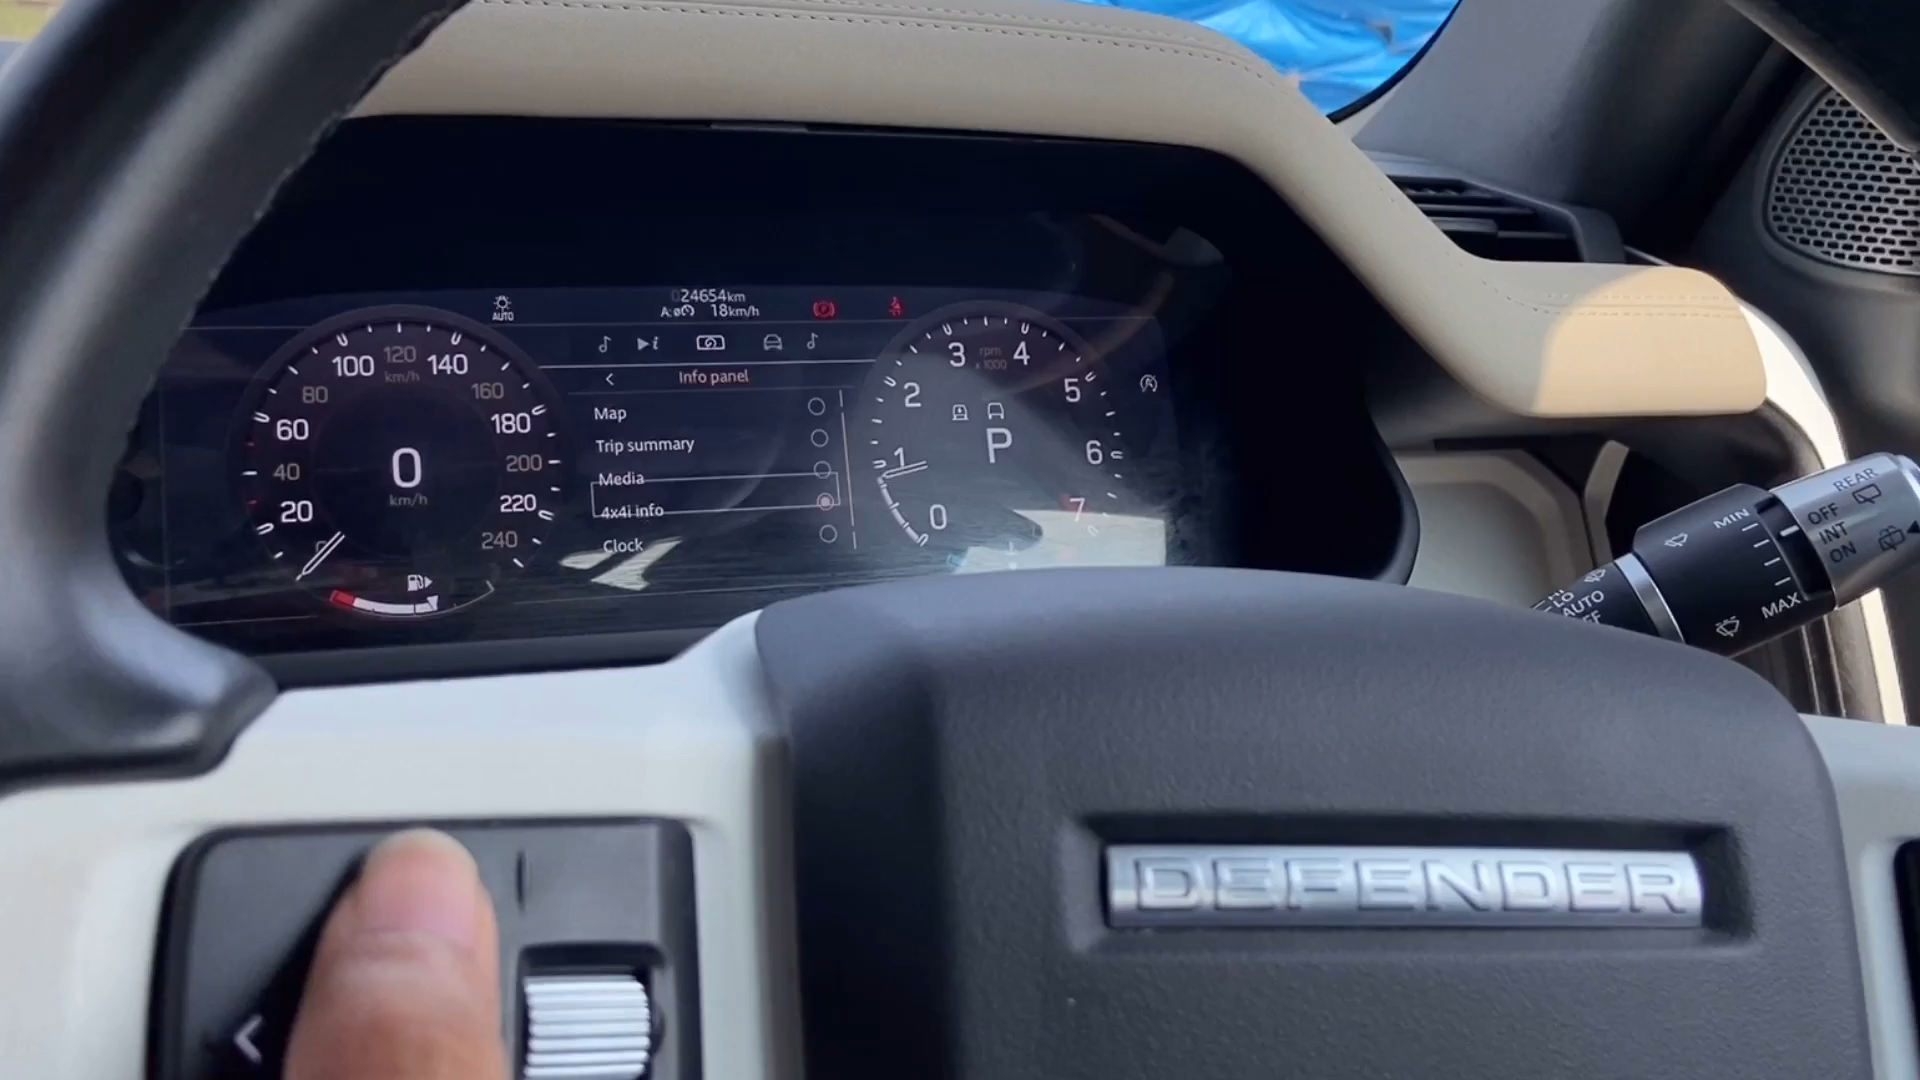 24654km
AUTO
A: 18km/h
Info panel
Map
Trip summary
Media
4x4i info
Clock
0
km/h
20
40
60
80
100
120
km/h
140
160
180
200
220
240
0
1
2
3
4
5
6
7
rpm
x1000
P
REAR
OFF
INT
ON
MIN
MAX
LO
AUTO
DEFENDER